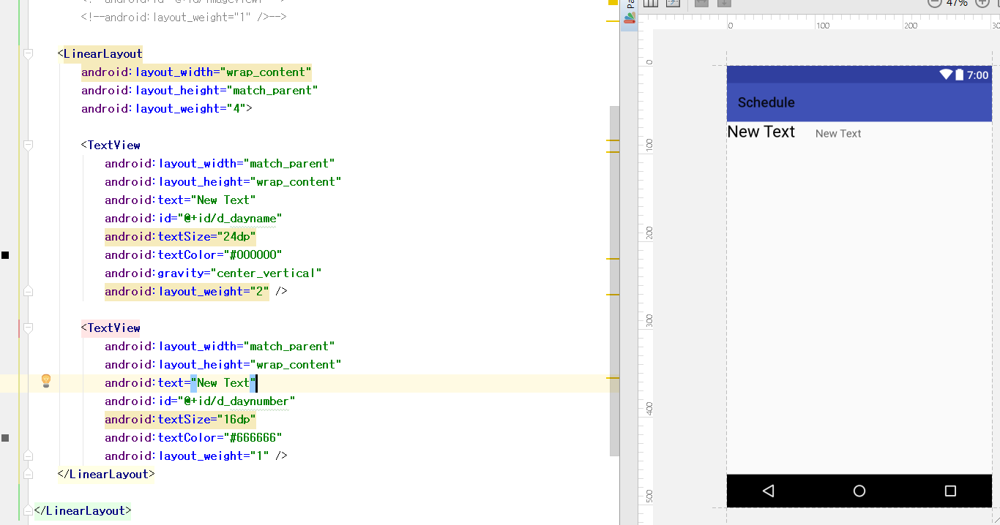 <!--android:layout_weight="1" />-->
<LinearLayout
android:layout_width="wrap_content"
android:layout_height="match_parent"
android:layout_weight="4">
<TextView
android:layout_width="match_parent"
android:layout_height="wrap_content"
android:text="New Text"
android:id="@+id/d_dayname"
android:textSize="24dp"
android:textColor="#000000"
android:gravity="center_vertical"
android:layout_weight="2" />
<TextView
android:layout_width="match_parent"
android:layout_height="wrap_content"
android:text="New Text"
android:id="@+id/d_daynumber"
android:textSize="16dp"
android:textColor="#666666"
android:layout_weight="1" />
</LinearLayout>
</LinearLayout>
47%
0
100
200
0
100
200
300
400
500
7:00
Schedule
New Text
New Text